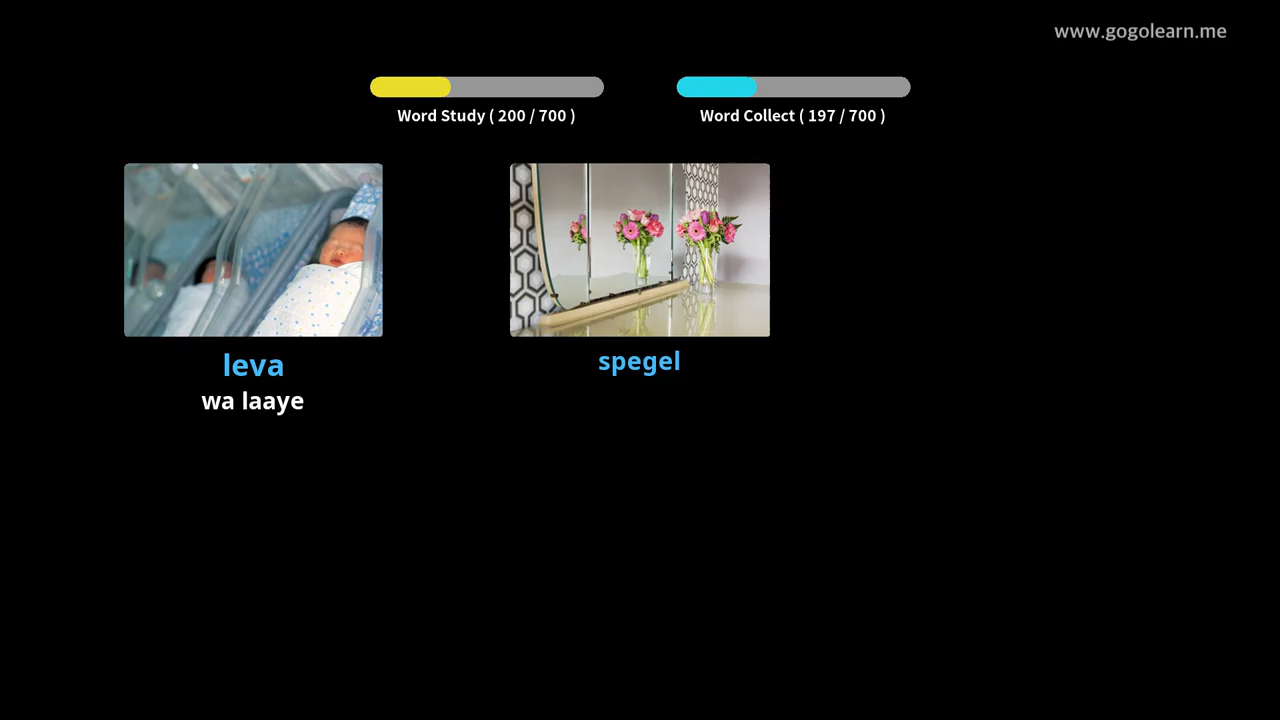 www.gogolearn.me
Word Study ( 200 / 700 )
Word Collect ( 197 / 700 )
leva
wa laaye
spegel